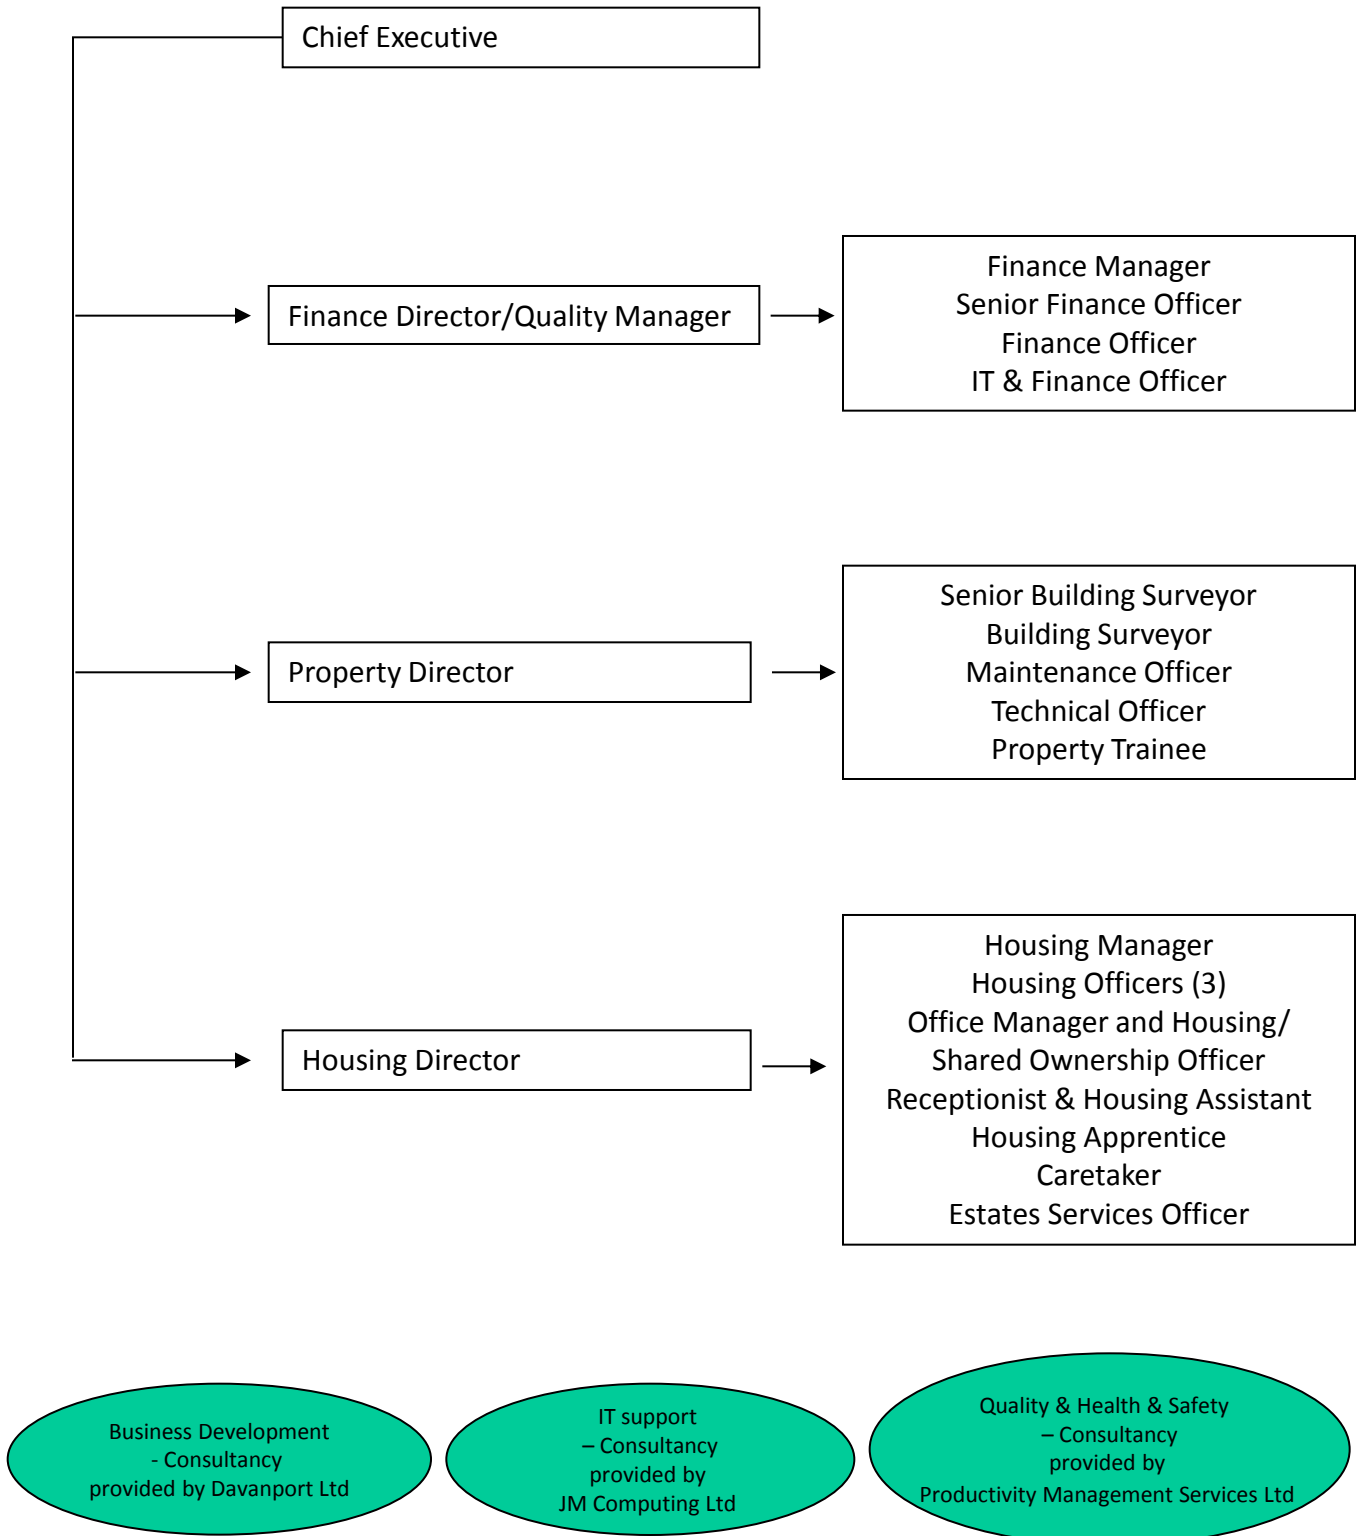 Chief Executive
Finance Director/Quality Manager
Finance Manager
Senior Finance Officer
Finance Officer
IT & Finance Officer
Property Director
Senior Building Surveyor
Building Surveyor
Maintenance Officer
Technical Officer
Property Trainee
Housing Director
Housing Manager
Housing Officers (3)
Office Manager and Housing/
Shared Ownership Officer
Receptionist & Housing Assistant
Housing Apprentice
Caretaker
Estates Services Officer
Business Development
- Consultancy
provided by Davanport Ltd
IT support
– Consultancy
provided by
JM Computing Ltd
Quality & Health & Safety
– Consultancy
provided by
Productivity Management Services Ltd